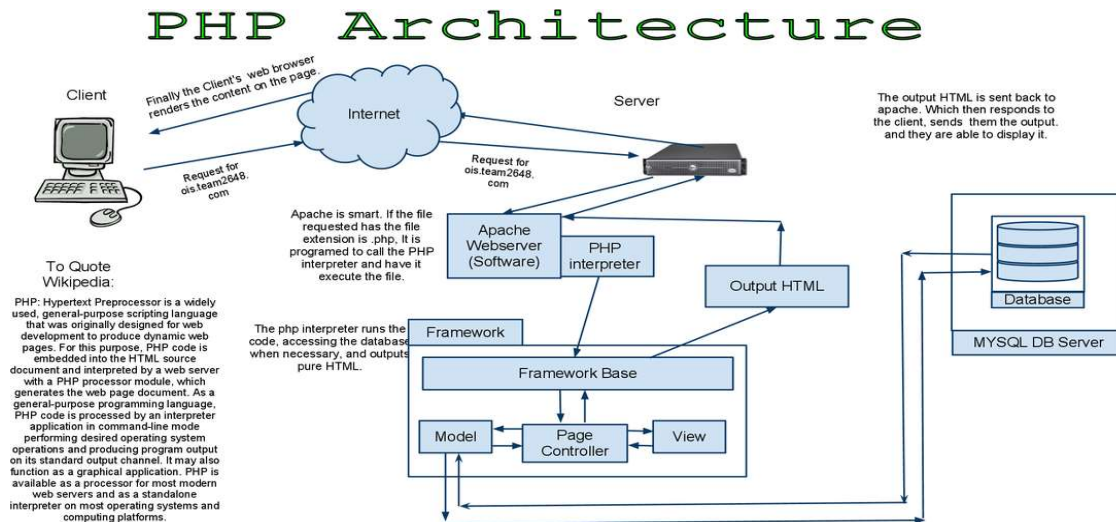 PHP Architecture
Client
Finally the Client's web browser
renders the content on the page.
Internet
Server
The output HTML is sent back to
apache. Which then responds to
the client, sends them the output.
and they are able to display it.
Request for
ois.team2648.
com
Request for
ois.team2648.
com
Apache is smart. If the file
requested has the file
extension is .php, It is
programed to call the PHP
interpreter and have it
execute the file.
Apache
Webserver
(Software)
PHP
interpreter
Output HTML
Database
MYSQL DB Server
To Quote
Wikipedia:
PHP: Hypertext Preprocessor is a widely
used, general-purpose scripting language
that was originally designed for web
development to produce dynamic web
pages. For this purpose, PHP code is
embedded into the HTML source
document and interpreted by a web server
with a PHP processor module, which
generates the web page document. As a
general-purpose programming language,
PHP code is processed by an interpreter
application in command-line mode
performing desired operating system
operations and producing program output
on its standard output channel. It may also
function as a graphical application. PHP is
available as a processor for most modern
web servers and as a standalone
interpreter on most operating systems and
computing platforms.
The php interpreter runs the
code, accessing the database
when necessary, and outputs
pure HTML.
Framework
Framework Base
Model
Page
Controller
View